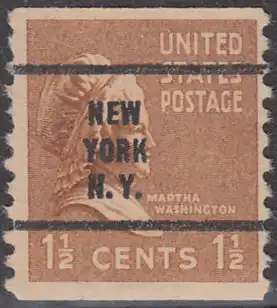 UNITED
STATES
POSTAGE
NEW
YORK
N.Y.
MARTHA
WASHINGTON
1½ CENTS 1½